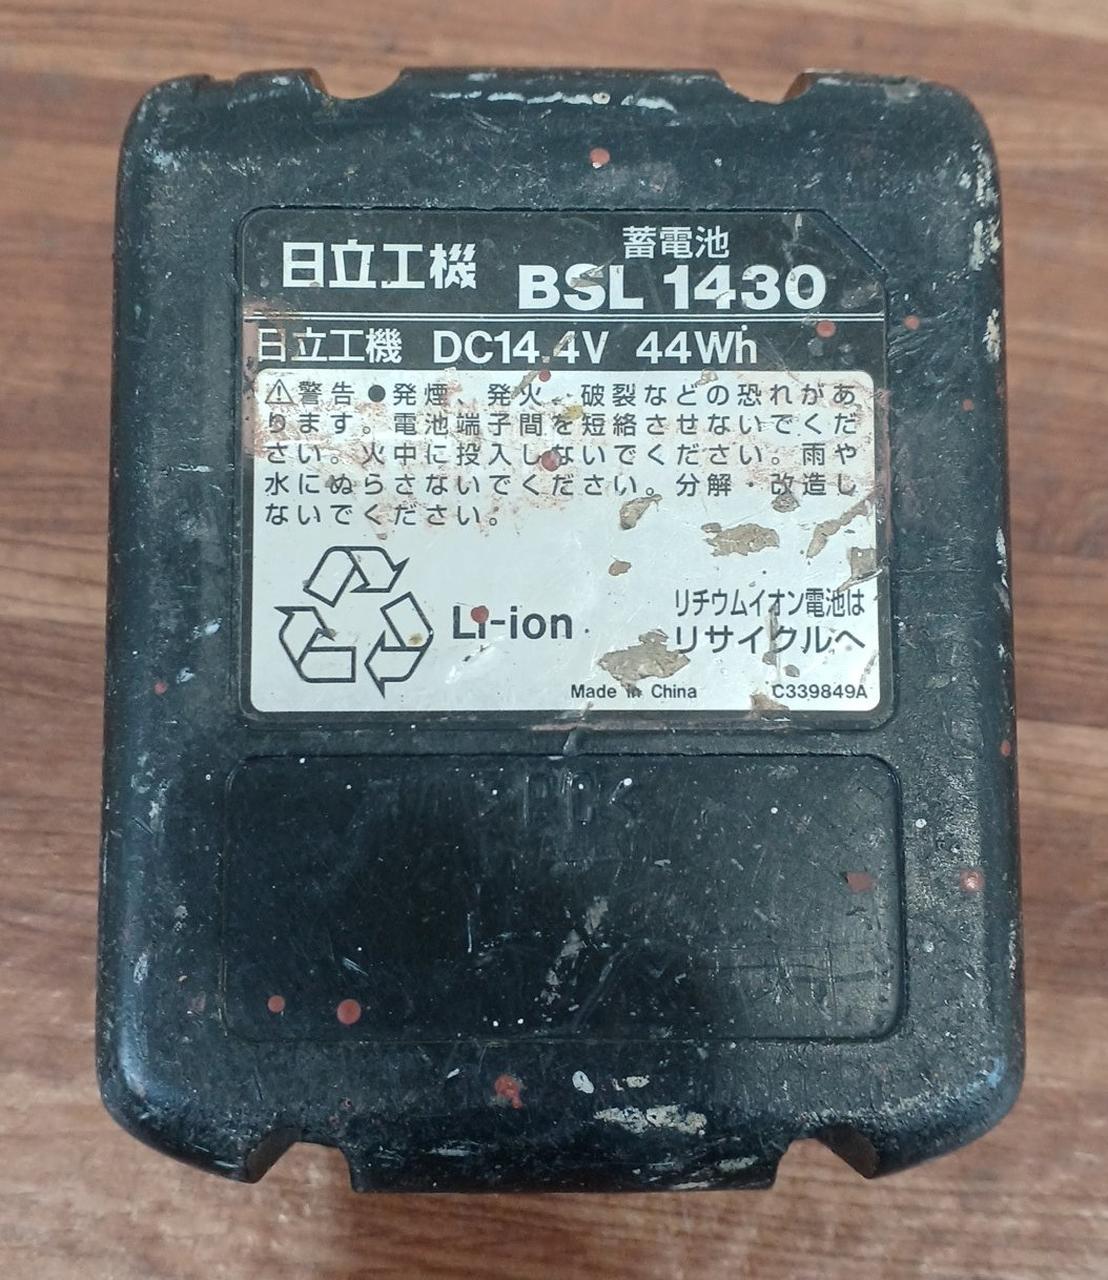 日立工機 蓄電池
BSL 1430
日立工機 DC14.4V 44Wh
⚠警告 ●発煙、発火、破裂などの恐れがあ
ります。電池端子間を短絡させないでくだ
さい。火中に投入しないでください。雨や
水にぬらさないでください。分解・改造し
ないでください。
Li-ion
リチウムイオン電池は
リサイクルへ
Made in China C339849A
>PC<